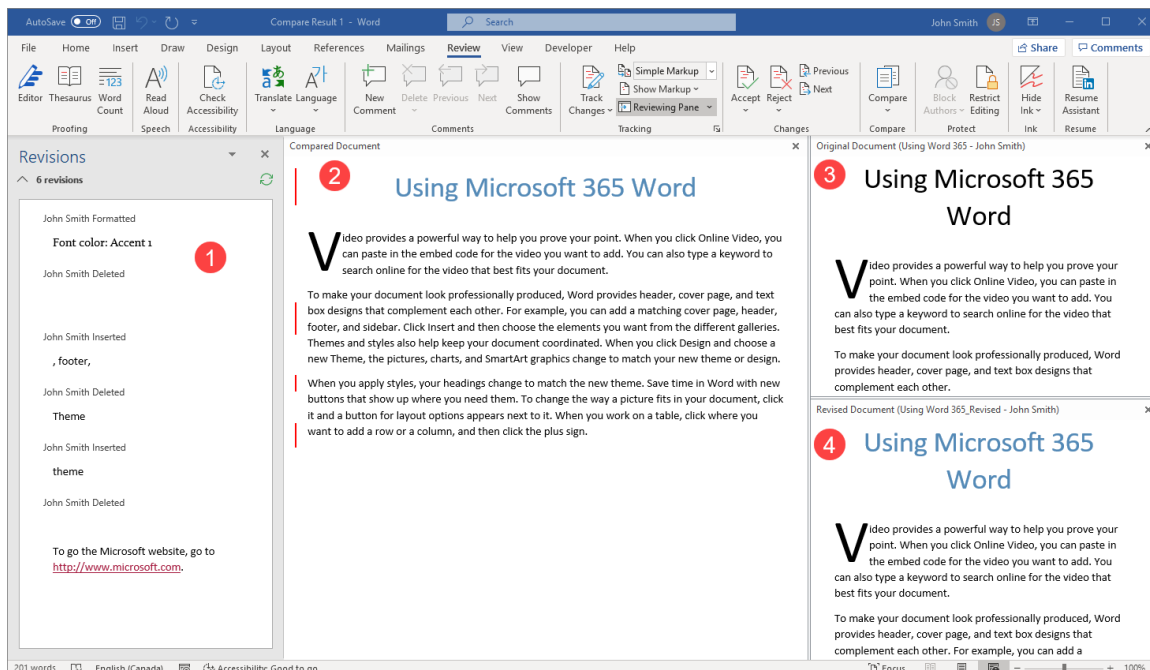 AutoSave Off Compare Result 1 - Word Search John Smith JS
File Home Insert Draw Design Layout References Mailings Review View Developer Help Share Comments
Editor Thesaurus Word Count
Proofing
Read Aloud
Speech
Check Accessibility
Accessibility
Translate Language
Language
New Comment Delete Previous Next Show Comments
Comments
Track Changes
Simple Markup
Show Markup
Reviewing Pane
Tracking
Accept Reject
Previous
Next
Changes
Compare
Compare
Block Authors Restrict Editing
Protect
Hide Ink
Ink
Resume Assistant
Resume
Revisions
6 revisions
John Smith Formatted
Font color: Accent 1
1
John Smith Deleted
John Smith Inserted
, footer,
John Smith Deleted
Theme
John Smith Inserted
theme
John Smith Deleted
To go the Microsoft website, go to
http://www.microsoft.com.
Compared Document
2
Using Microsoft 365 Word
Video provides a powerful way to help you prove your point. When you click Online Video, you
can paste in the embed code for the video you want to add. You can also type a keyword to
search online for the video that best fits your document.
To make your document look professionally produced, Word provides header, cover page, and text
box designs that complement each other. For example, you can add a matching cover page, header,
footer, and sidebar. Click Insert and then choose the elements you want from the different galleries.
Themes and styles also help keep your document coordinated. When you click Design and choose a
new Theme, the pictures, charts, and SmartArt graphics change to match your new theme or design.
When you apply styles, your headings change to match the new theme. Save time in Word with new
buttons that show up where you need them. To change the way a picture fits in your document, click
it and a button for layout options appears next to it. When you work on a table, click where you
want to add a row or a column, and then click the plus sign.
Original Document (Using Word 365 - John Smith)
3
Using Microsoft 365
Word
Video provides a powerful way to help you prove your
point. When you click Online Video, you can paste in
the embed code for the video you want to add. You
can also type a keyword to search online for the video that
best fits your document.
To make your document look professionally produced, Word
provides header, cover page, and text box designs that
complement each other.
Revised Document (Using Word 365_Revised - John Smith)
4
Using Microsoft 365
Word
Video provides a powerful way to help you prove your
point. When you click Online Video, you can paste in
the embed code for the video you want to add. You
can also type a keyword to search online for the video that
best fits your document.
To make your document look professionally produced, Word
provides header, cover page, and text box designs that
complement each other. For example, you can add a
201 words English (Canada) Accessibility: Good to go Focus 100%